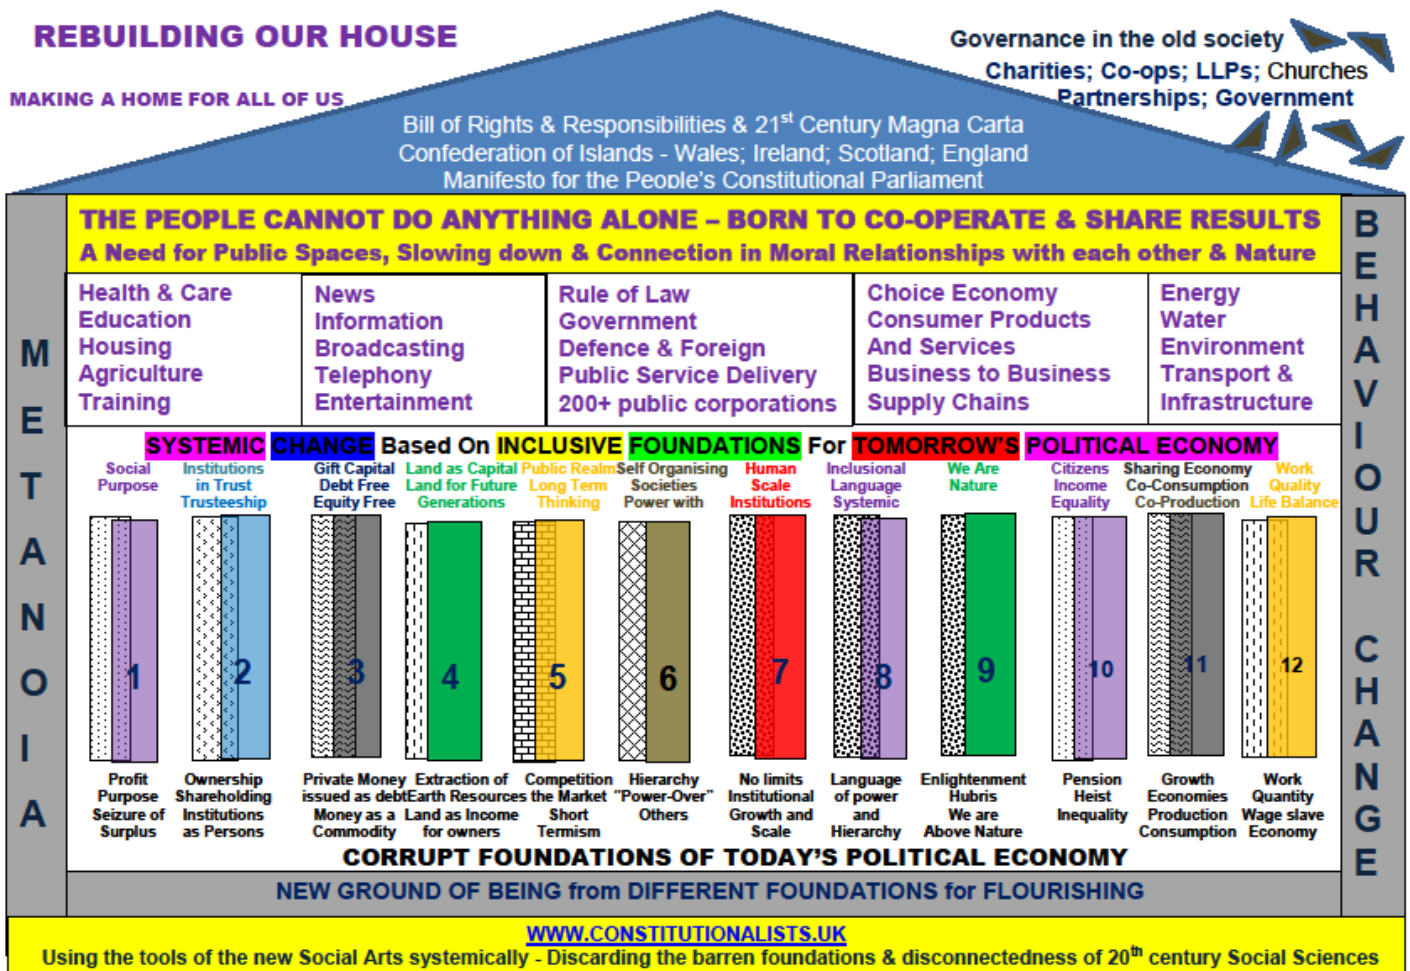 REBUILDING OUR HOUSE
MAKING A HOME FOR ALL OF US
Governance in the old society
Charities; Co-ops; LLPs; Churches
Partnerships; Government
Bill of Rights & Responsibilities & 21st Century Magna Carta
Confederation of Islands - Wales; Ireland; Scotland; England
Manifesto for the People's Constitutional Parliament
METANOIA
BEHAVIOUR CHANGE
THE PEOPLE CANNOT DO ANYTHING ALONE – BORN TO CO-OPERATE & SHARE RESULTS
A Need for Public Spaces, Slowing down & Connection in Moral Relationships with each other & Nature
Health & Care
Education
Housing
Agriculture
Training
News
Information
Broadcasting
Telephony
Entertainment
Rule of Law
Government
Defence & Foreign
Public Service Delivery
200+ public corporations
Choice Economy
Consumer Products
And Services
Business to Business
Supply Chains
Energy
Water
Environment
Transport &
Infrastructure
SYSTEMIC CHANGE Based On INCLUSIVE FOUNDATIONS For TOMORROW'S POLITICAL ECONOMY
Social
Purpose
Institutions
in Trust
Trusteeship
Gift Capital
Debt Free
Equity Free
Land as Capital
Land for Future
Generations
Public Realm
Long Term
Thinking
Self Organising
Societies
Power with
Human
Scale
Institutions
Inclusional
Language
Systemic
We Are
Nature
Citizens
Income
Equality
Sharing Economy
Co-Consumption
Co-Production
Work
Quality
Life Balance
1
2
3
4
5
6
7
8
9
10
11
12
Profit
Purpose
Seizure of
Surplus
Ownership
Shareholding
Institutions
as Persons
Private Money
issued as debt
Money as a
Commodity
Extraction of
Earth Resources
Land as Income
for owners
Competition
the Market
Short
Termism
Hierarchy
"Power-Over"
Others
No limits
Institutional
Growth and
Scale
Language
of power
and
Hierarchy
Enlightenment
Hubris
We are
Above Nature
Pension
Heist
Inequality
Growth
Economies
Production
Consumption
Work
Quantity
Wage slave
Economy
CORRUPT FOUNDATIONS OF TODAY'S POLITICAL ECONOMY
NEW GROUND OF BEING from DIFFERENT FOUNDATIONS for FLOURISHING
WWW.CONSTITUTIONALISTS.UK
Using the tools of the new Social Arts systemically - Discarding the barren foundations & disconnectedness of 20th century Social Sciences